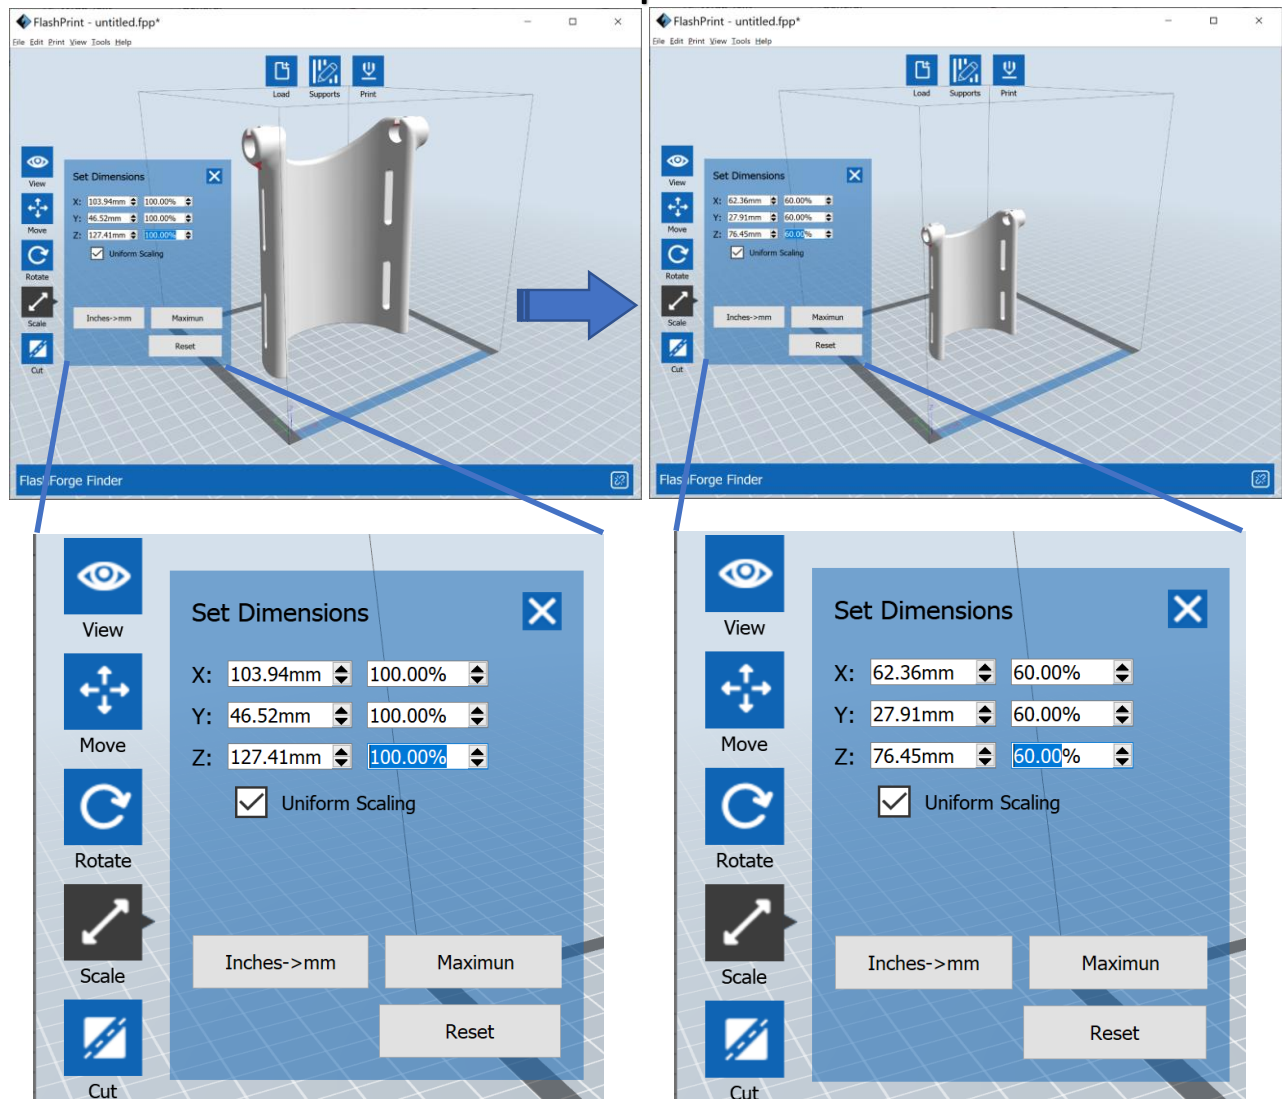 FlashPrint - untitled.fpp*
File Edit Print View Tools Help
Load Supports Print
View
Move
Rotate
Scale
Cut
Set Dimensions
X: 103.94mm 100.00%
Y: 46.52mm 100.00%
Z: 127.41mm 100.00%
Uniform Scaling
Inches->mm Maximun
Reset
FlashForge Finder
FlashPrint - untitled.fpp*
File Edit Print View Tools Help
Load Supports Print
View
Move
Rotate
Scale
Cut
Set Dimensions
X: 62.36mm 60.00%
Y: 27.91mm 60.00%
Z: 76.45mm 60.00%
Uniform Scaling
Inches->mm Maximun
Reset
FlashForge Finder
View
Move
Rotate
Scale
Cut
Set Dimensions
X: 103.94mm 100.00%
Y: 46.52mm 100.00%
Z: 127.41mm 100.00%
Uniform Scaling
Inches->mm Maximun
Reset
View
Move
Rotate
Scale
Cut
Set Dimensions
X: 62.36mm 60.00%
Y: 27.91mm 60.00%
Z: 76.45mm 60.00%
Uniform Scaling
Inches->mm Maximun
Reset